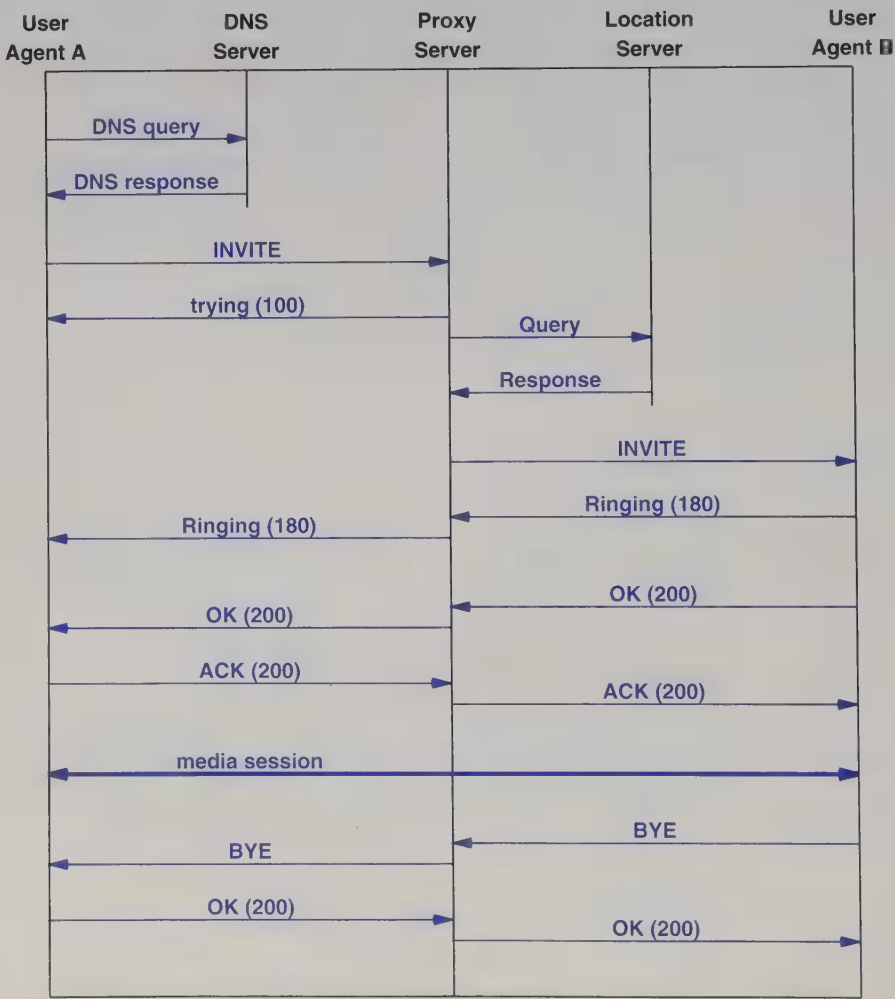 User
Agent A
DNS
Server
Proxy
Server
Location
Server
User
Agent B
DNS query
DNS response
INVITE
trying (100)
Query
Response
INVITE
Ringing (180)
Ringing (180)
OK (200)
OK (200)
ACK (200)
ACK (200)
media session
BYE
BYE
OK (200)
OK (200)